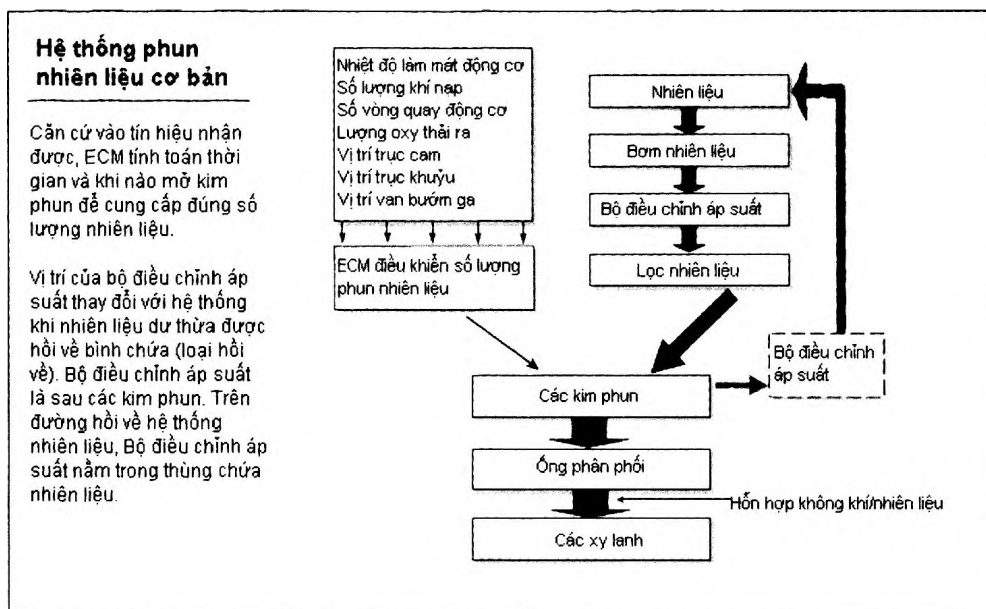 Hệ thống phun
nhiên liệu cơ bản
Căn cứ vào tín hiệu nhận
được, ECM tính toán thời
gian và khi nào mở kim
phun để cung cấp đúng số
lượng nhiên liệu.
Vị trí của bộ điều chỉnh áp
suất thay đổi với hệ thống
khi nhiên liệu dư thừa được
hồi về bình chứa (loại hồi
về). Bộ điều chỉnh áp suất
là sau các kim phun. Trên
đường hồi về hệ thống
nhiên liệu, Bộ điều chỉnh áp
suất nằm trong thùng chứa
nhiên liệu.
Nhiệt độ làm mát động cơ
Số lượng khí nạp
Số vòng quay động cơ
Lượng oxy thải ra
Vị trí trục cam
Vị trí trục khuỷu
Vị trí van bướm ga
ECM điều khiển số lượng
phun nhiên liệu
Nhiên liệu
Bơm nhiên liệu
Bộ điều chỉnh áp suất
Lọc nhiên liệu
Bộ điều chỉnh
áp suất
Các kim phun
Ống phân phối
Hỗn hợp không khí/nhiên liệu
Các xy lanh